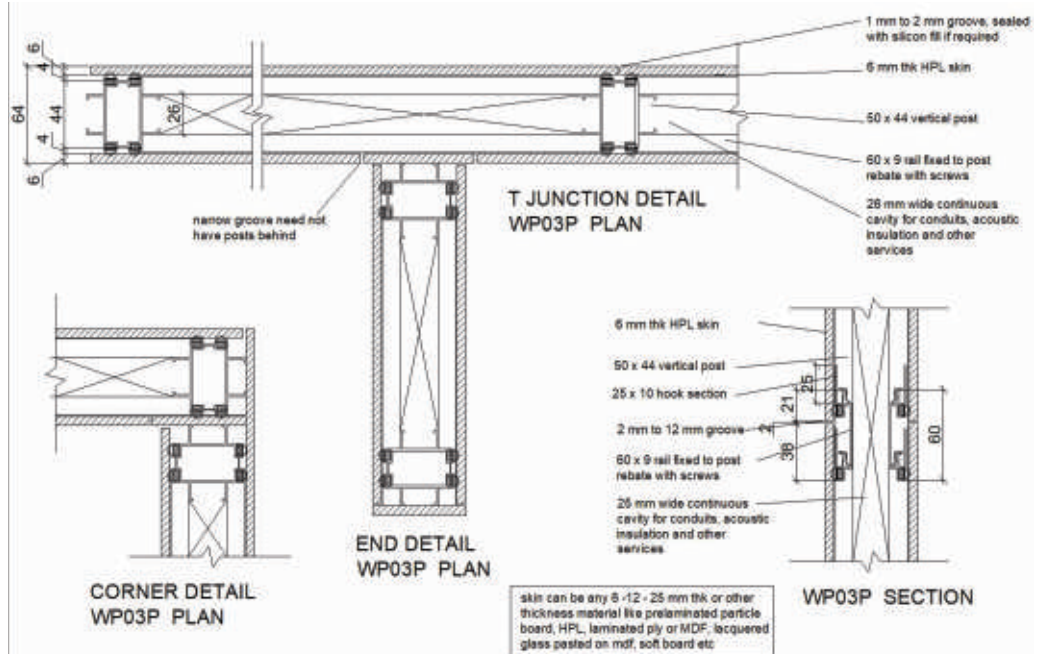 1 mm to 2 mm groove, sealed
with silicon fill if required
6 mm thk HPL skin
50 x 44 vertical post
60 x 9 rail fixed to post
rebate with screws
26 mm wide continuous
cavity for conduits, acoustic
insulation and other
services
6
4
64
44
26
4
6
narrow groove need not
have posts behind
T JUNCTION DETAIL
WP03P PLAN
6 mm thk HPL skin
50 x 44 vertical post
25 x 10 hook section
2 mm to 12 mm groove
60 x 9 rail fixed to post
rebate with screws
25 mm wide continuous
cavity for conduits, acoustic
insulation and other
services
25
21
2
38
60
CORNER DETAIL
WP03P PLAN
END DETAIL
WP03P PLAN
WP03P SECTION
skin can be any 6 -12 - 25 mm thk or other
thickness material like prelaminated particle
board, HPL, laminated ply or MDF, lacquered
glass pasted on mdf, soft board etc